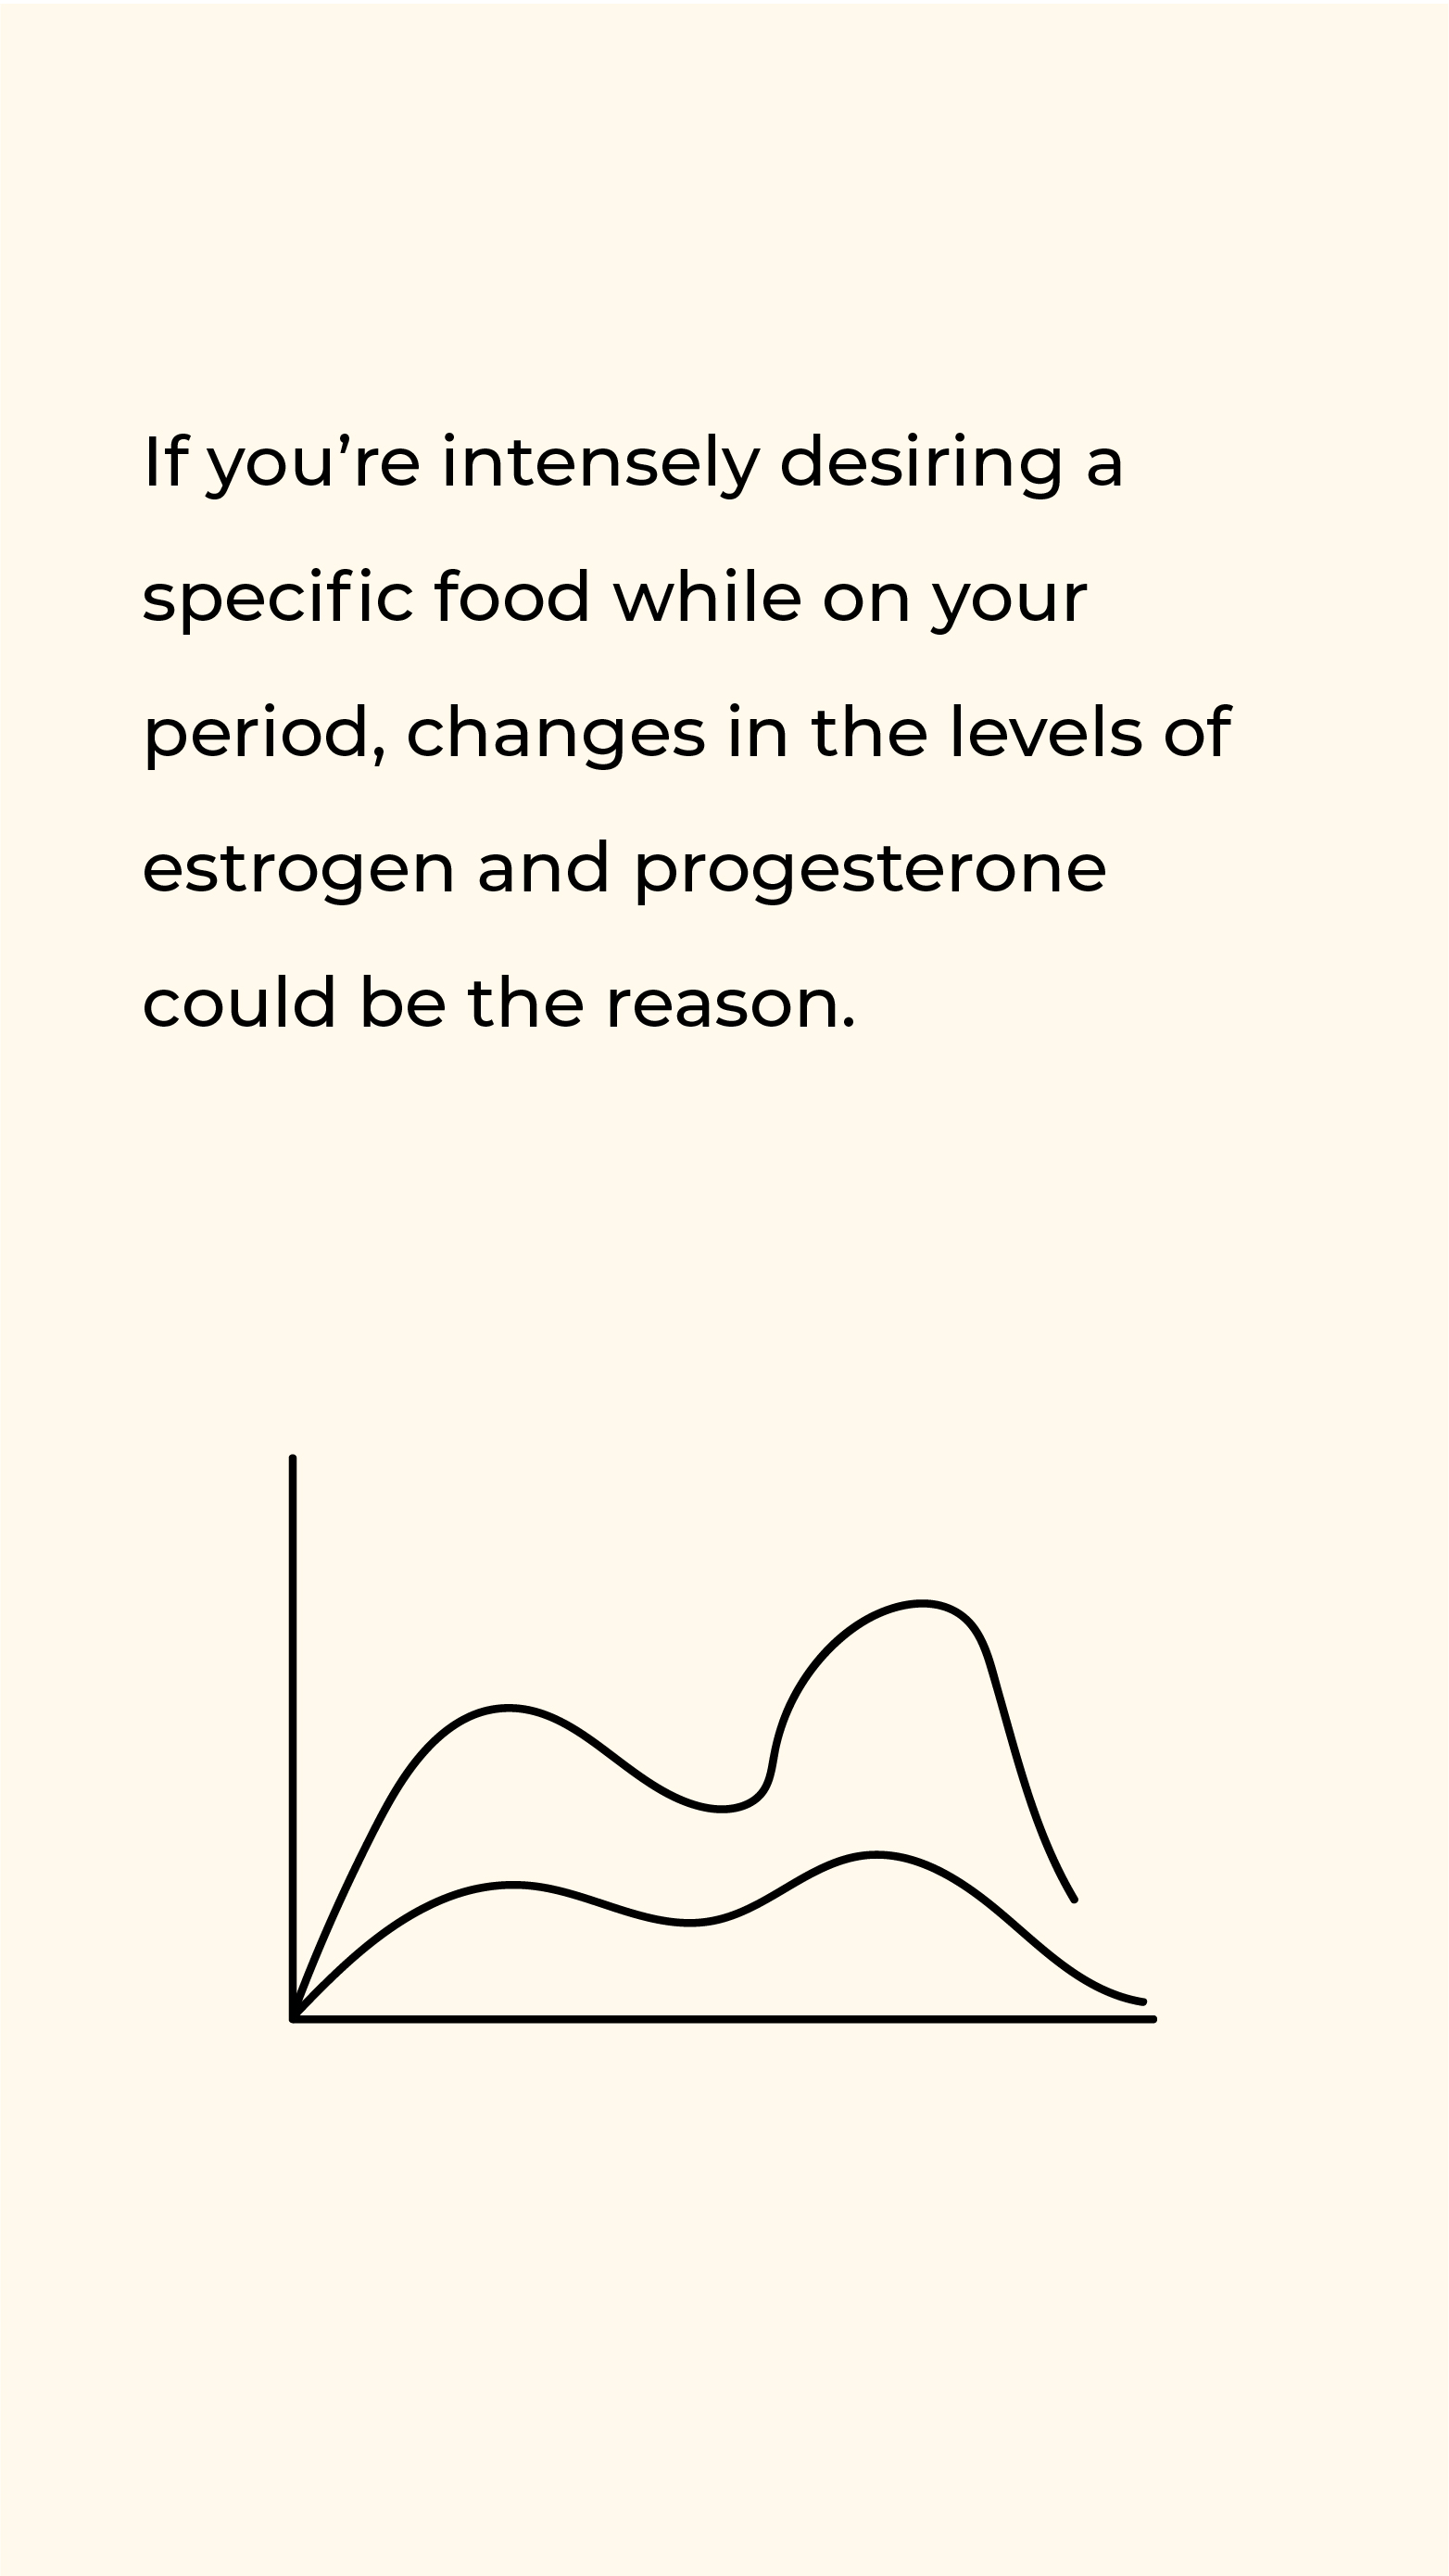 If you’re intensely desiring a
specific food while on your
period, changes in the levels of
estrogen and progesterone
could be the reason.